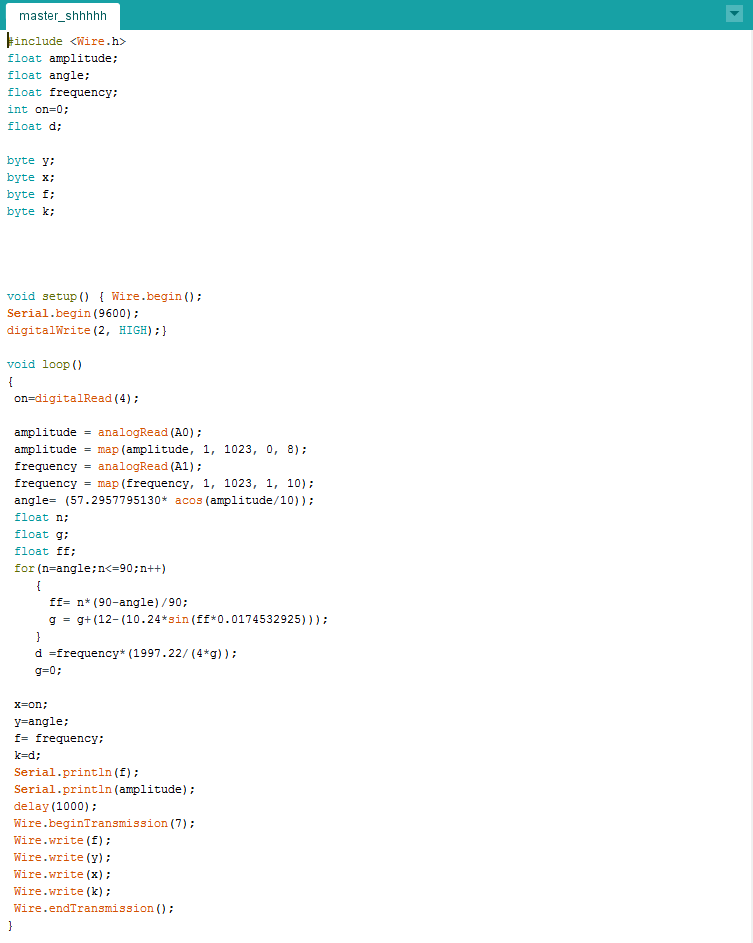 master_shhhhh
#include <Wire.h>
float amplitude;
float angle;
float frequency;
int on=0;
float d;
byte y;
byte x;
byte f;
byte k;
void setup() { Wire.begin();
Serial.begin(9600);
digitalWrite(2, HIGH);}
void loop()
{
on=digitalRead(4);
amplitude = analogRead(A0);
amplitude = map(amplitude, 1, 1023, 0, 8);
frequency = analogRead(A1);
frequency = map(frequency, 1, 1023, 1, 10);
angle= (57.2957795130* acos(amplitude/10));
float n;
float g;
float ff;
for(n=angle;n<=90;n++)
{
ff= n*(90-angle)/90;
g = g+(12-(10.24*sin(ff*0.0174532925)));
}
d =frequency*(1997.22/(4*g));
g=0;
x=on;
y=angle;
f= frequency;
k=d;
Serial.println(f);
Serial.println(amplitude);
delay(1000);
Wire.beginTransmission(7);
Wire.write(f);
Wire.write(y);
Wire.write(x);
Wire.write(k);
Wire.endTransmission();
}